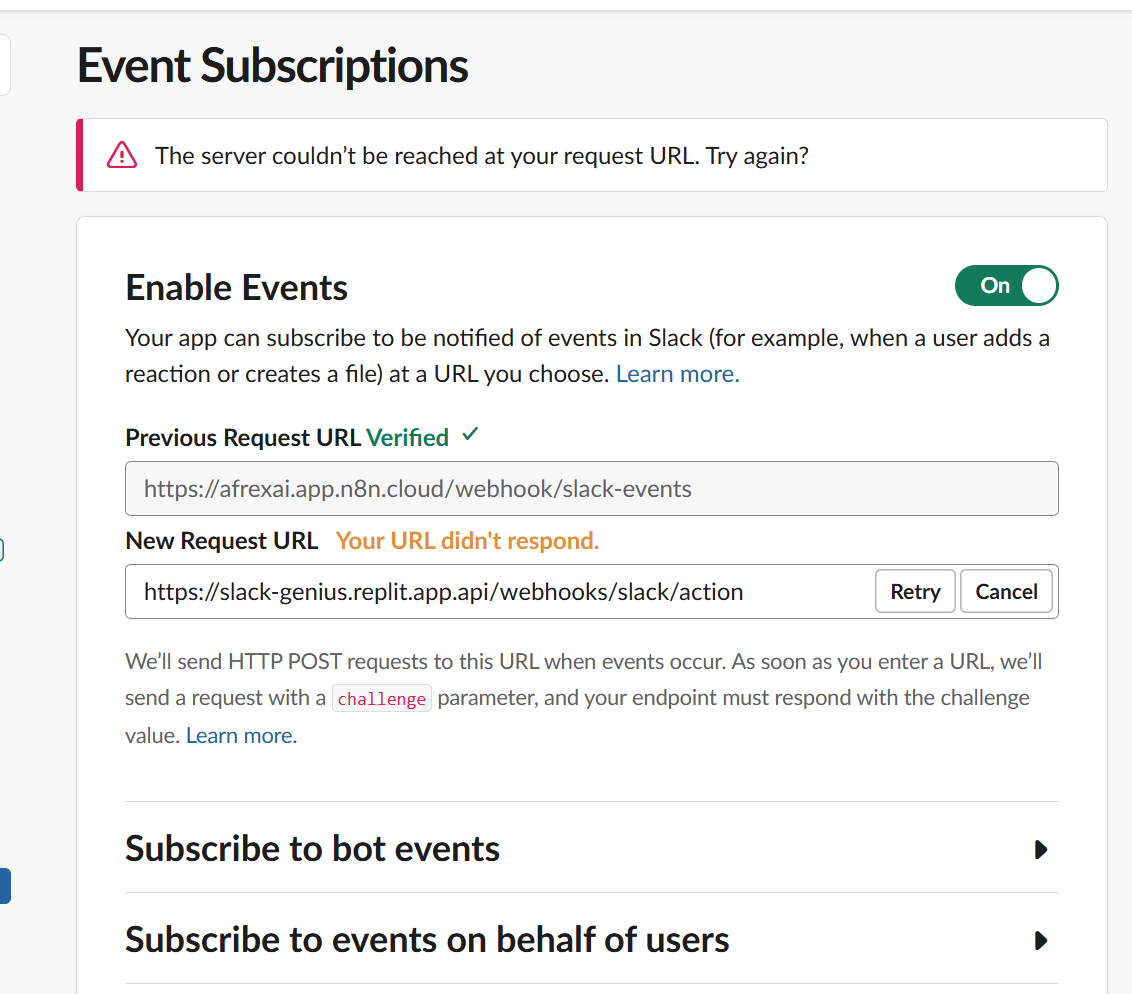 Event Subscriptions
The server couldn’t be reached at your request URL. Try again?
Enable Events
On
Your app can subscribe to be notified of events in Slack (for example, when a user adds a
reaction or creates a file) at a URL you choose. Learn more.
Previous Request URL Verified ✓
https://afrexai.app.n8n.cloud/webhook/slack-events
New Request URL Your URL didn't respond.
https://slack-genius.replit.app.api/webhooks/slack/action Retry Cancel
We’ll send HTTP POST requests to this URL when events occur. As soon as you enter a URL, we’ll
send a request with a challenge parameter, and your endpoint must respond with the challenge
value. Learn more.
Subscribe to bot events
Subscribe to events on behalf of users